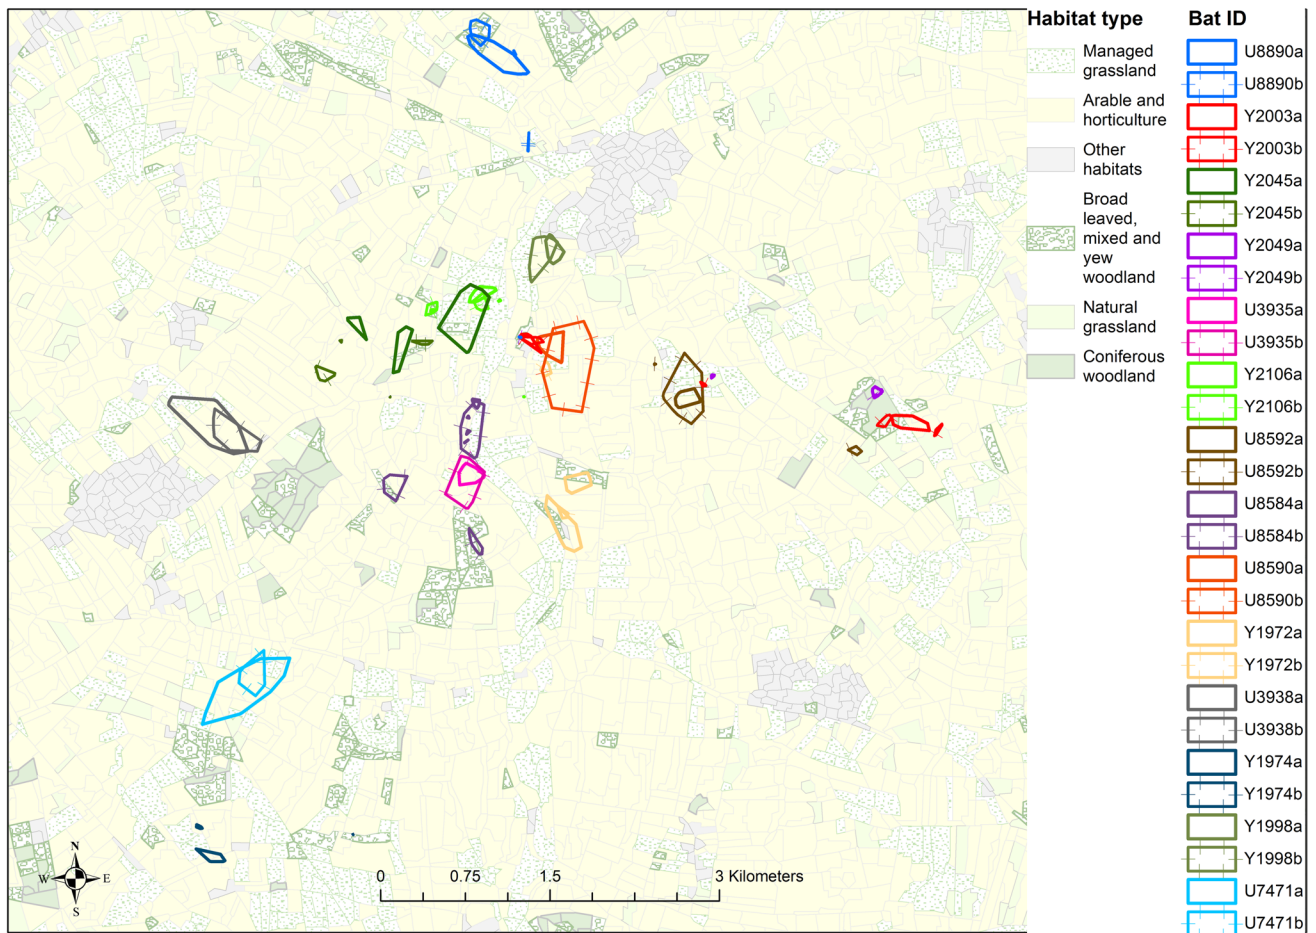 Habitat type
Managed
grassland
Arable and
horticulture
Other
habitats
Broad
leaved,
mixed and
yew
woodland
Natural
grassland
Coniferous
woodland
Bat ID
U8890a
U8890b
Y2003a
Y2003b
Y2045a
Y2045b
Y2049a
Y2049b
U3935a
U3935b
Y2106a
Y2106b
U8592a
U8592b
U8584a
U8584b
U8590a
U8590b
Y1972a
Y1972b
U3938a
U3938b
Y1974a
Y1974b
Y1998a
Y1998b
U7471a
U7471b
N
W E
S
0 0.75 1.5 3 Kilometers